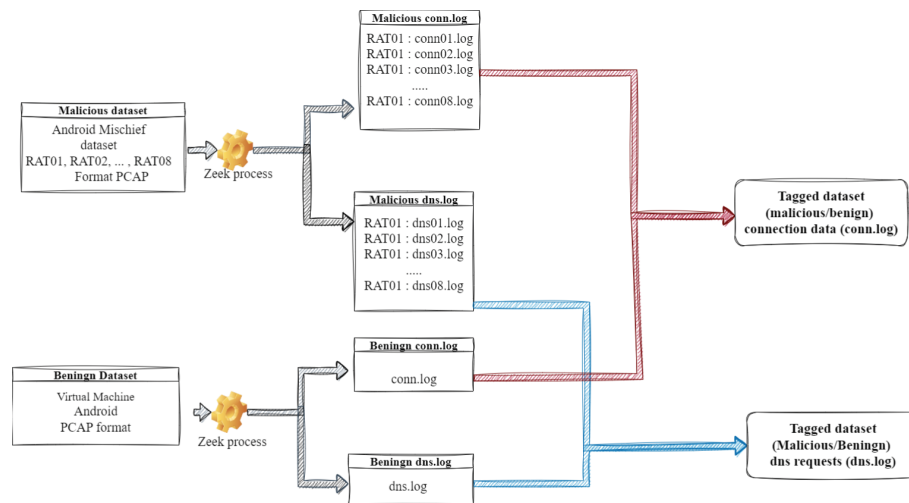 Malicious conn.log
RAT01 : conn01.log
RAT01 : conn02.log
RAT01 : conn03.log
.....
RAT01 : conn08.log
Malicious dataset
Android Mischief
dataset
RAT01, RAT02, ... , RAT08
Format PCAP
Zeek process
Malicious dns.log
RAT01 : dns01.log
RAT01 : dns02.log
RAT01 : dns03.log
.....
RAT01 : dns08.log
Tagged dataset
(malicious/benign)
connection data (conn.log)
Beningn Dataset
Virtual Machine
Android
PCAP format
Zeek process
Beningn conn.log
conn.log
Beningn dns.log
dns.log
Tagged dataset
(Malicious/Beningn)
dns requests (dns.log)